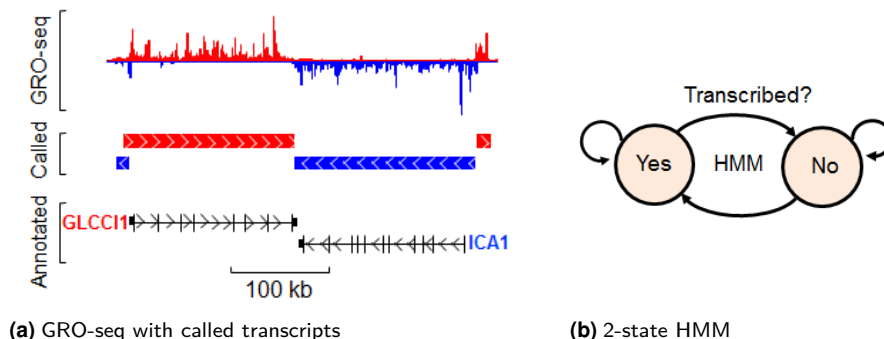 GRO-seq
Called
Annotated
GLCCI1
ICA1
100 kb
(a) GRO-seq with called transcripts
Transcribed?
Yes
HMM
No
(b) 2-state HMM